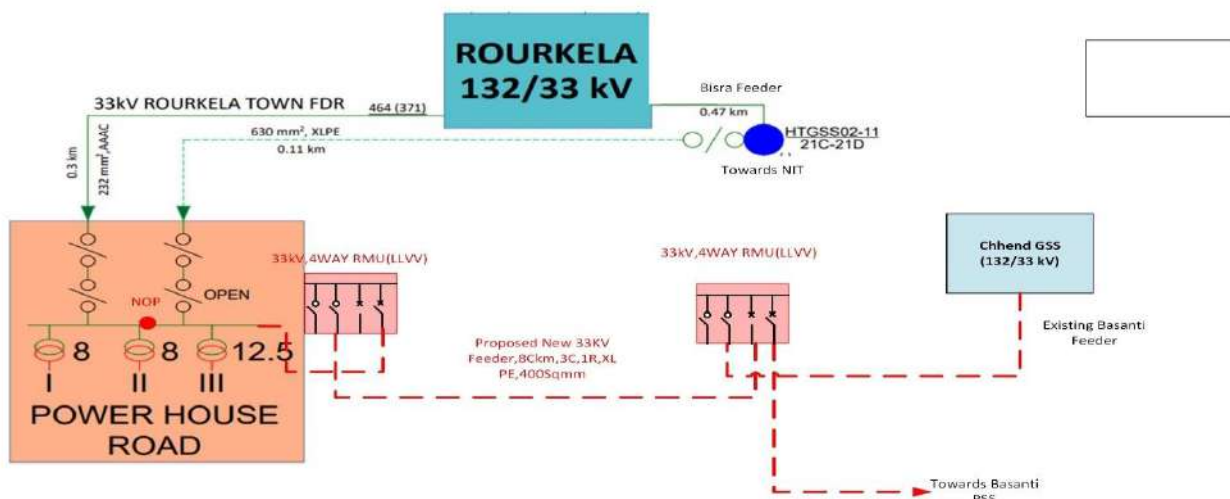 ROURKELA
132/33 kV
33kV ROURKELA TOWN FDR
464 (371)
Bisra Feeder
0.47 km
630 mm², XLPE
0.11 km
HTGSS02-11
21C-21D
Towards NIT
0.3 km
232 mm²,AAAC
33kV,4WAY RMU(LLVV)
33kV,4WAY RMU(LLVV)
Chhend GSS
(132/33 kV)
OPEN
NOP
8
8
12.5
I
II
III
POWER HOUSE
ROAD
Proposed New 33KV
Feeder,8Ckm,3C,1R,XL
PE,400Sqmm
Existing Basanti
Feeder
Towards Basanti
PSS